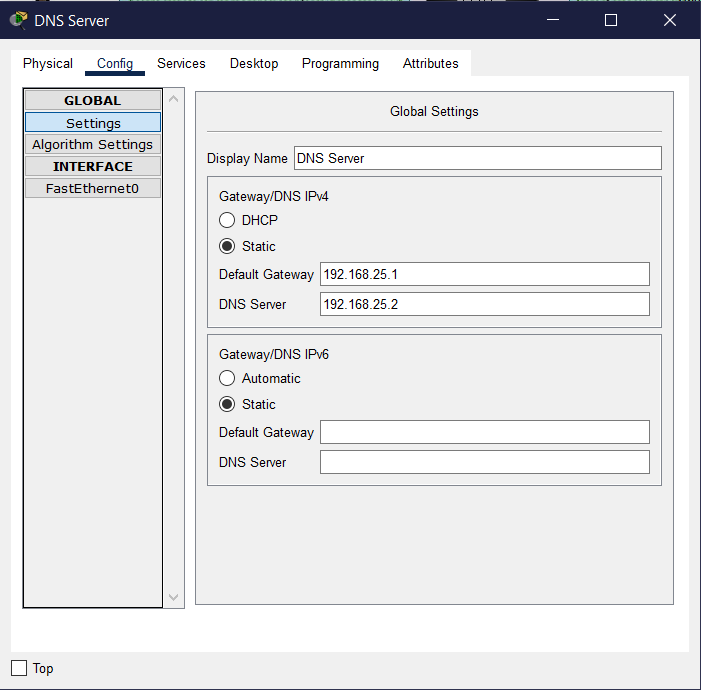 DNS Server
Physical Config Services Desktop Programming Attributes
GLOBAL
Settings
Algorithm Settings
INTERFACE
FastEthernet0
Global Settings
Display Name DNS Server
Gateway/DNS IPv4
DHCP
Static
Default Gateway 192.168.25.1
DNS Server 192.168.25.2
Gateway/DNS IPv6
Automatic
Static
Default Gateway
DNS Server
Top